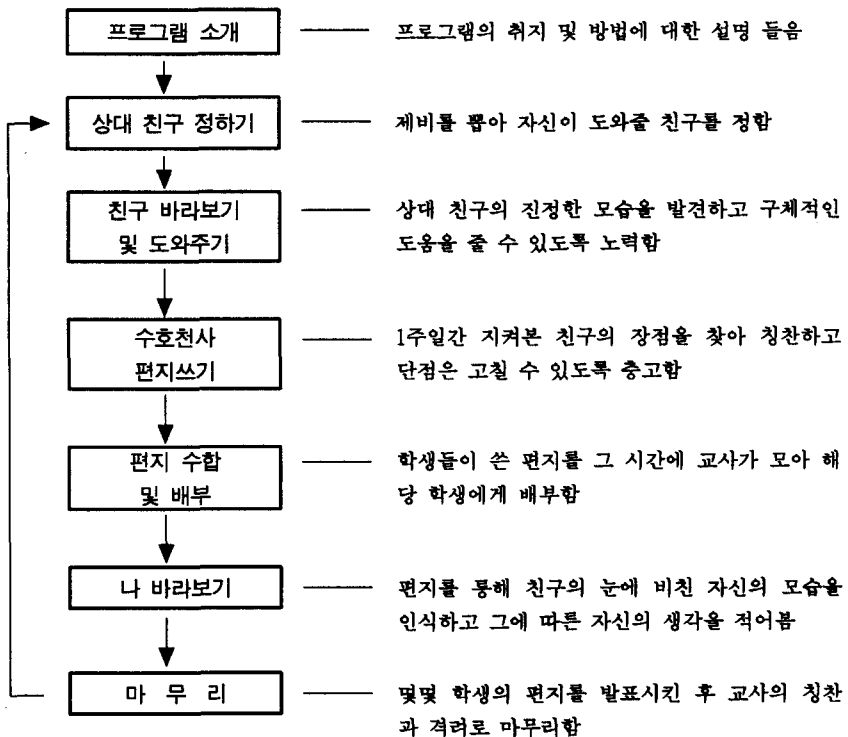 프로그램 소개
프로그램의 취지 및 방법에 대한 설명 들음
상대 친구 정하기
제비를 뽑아 자신이 도와줄 친구를 정함
친구 바라보기
및 도와주기
상대 친구의 진정한 모습을 발견하고 구체적인
도움을 줄 수 있도록 노력함
수호천사
편지쓰기
1주일간 지켜본 친구의 장점을 찾아 칭찬하고
단점은 고칠 수 있도록 충고함
편지 수합
및 배부
학생들이 쓴 편지를 그 시간에 교사가 모아 해
당 학생에게 배부함
나 바라보기
편지를 통해 친구의 눈에 비친 자신의 모습을
인식하고 그에 따른 자신의 생각을 적어봄
마 무 리
몇몇 학생의 편지를 발표시킨 후 교사의 칭찬
과 격려로 마무리함